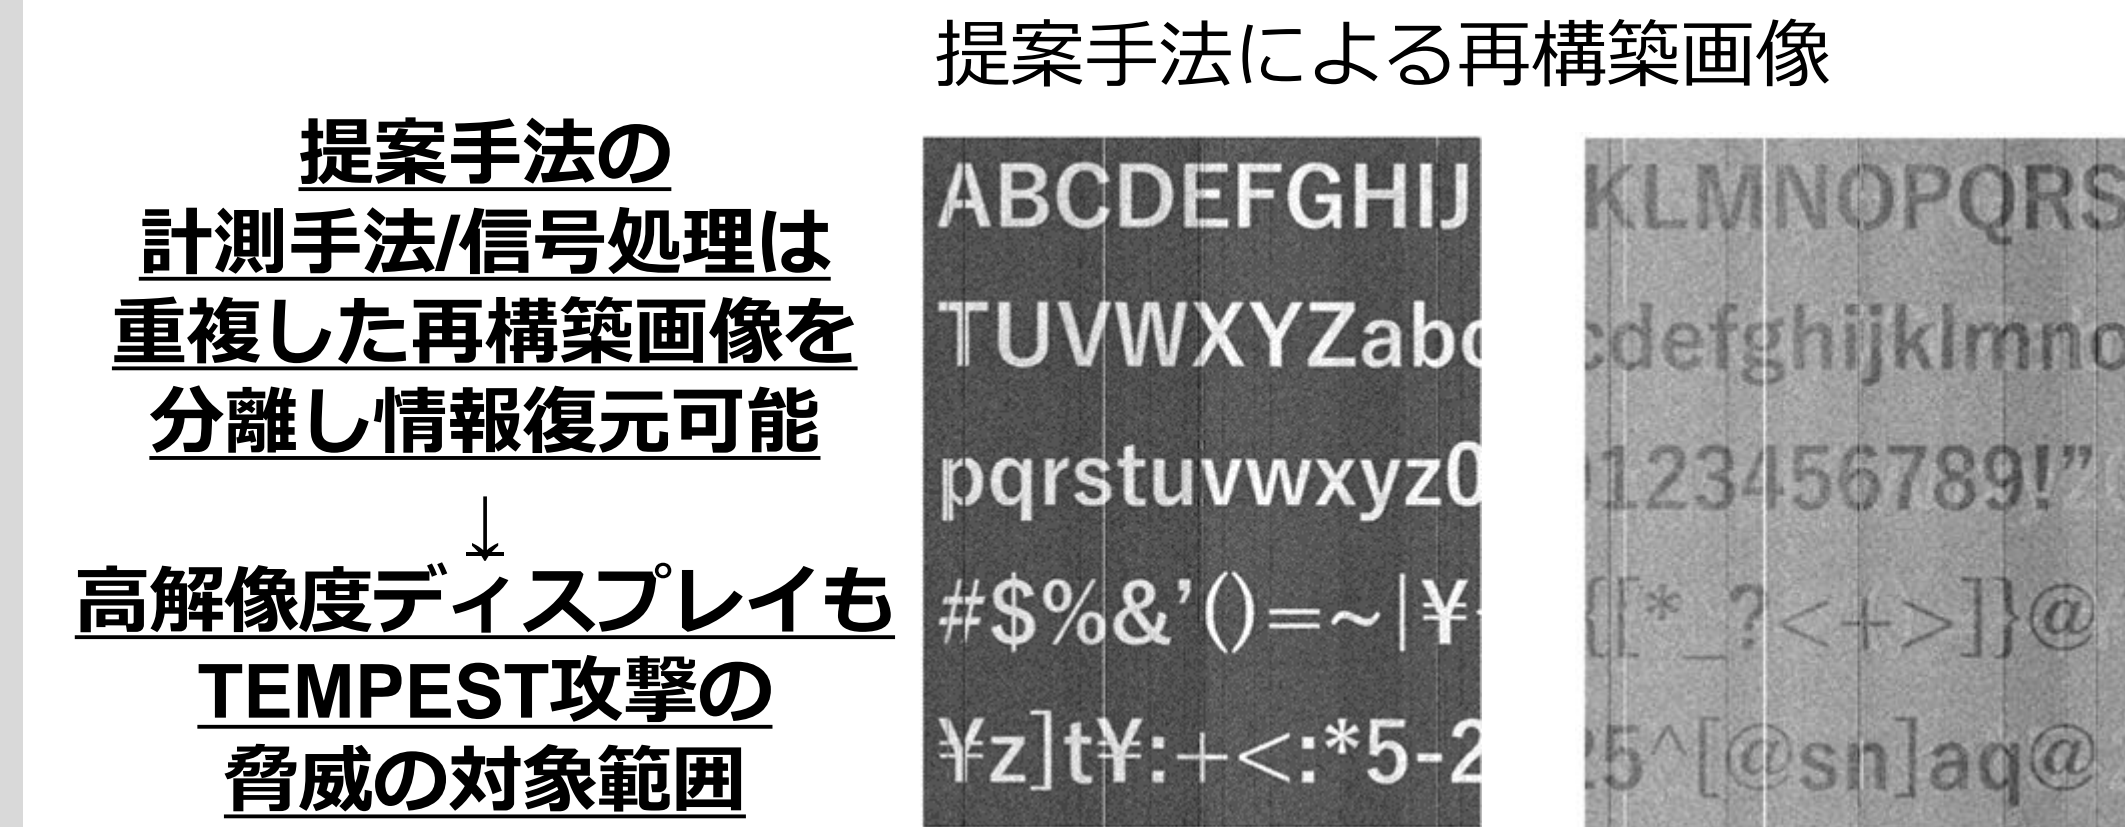 提案手法による再構築画像
提案手法の
計測手法/信号処理は
重複した再構築画像を
分離し情報復元可能
↓
高解像度ディスプレイも
TEMPEST攻撃の
脅威の対象範囲
ABCDEFGHIJ
TUVWXYZabc
pqrstuvwxyz0
#$%&’()=~|¥
¥z]t¥:+<:*5-2
KLMNOPQRS
cdefghijklmno
0123456789!”
{[*_?<+>]}@
25^[@sn]aq@